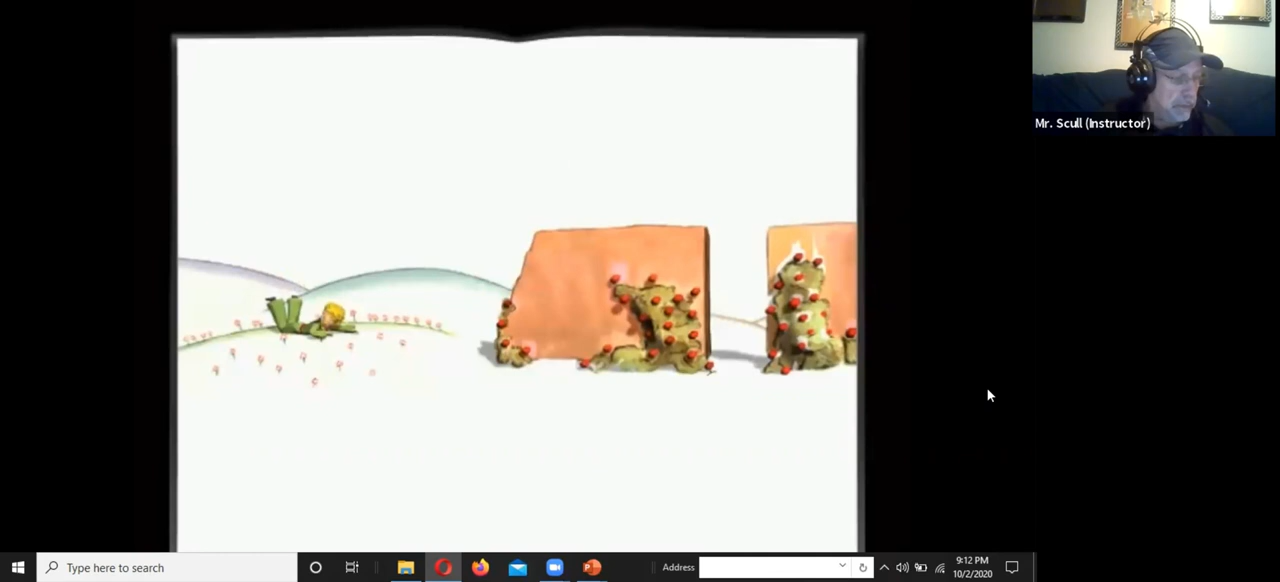 Mr. Scull (Instructor)
Type here to search
Address
9:12 PM
10/2/2020